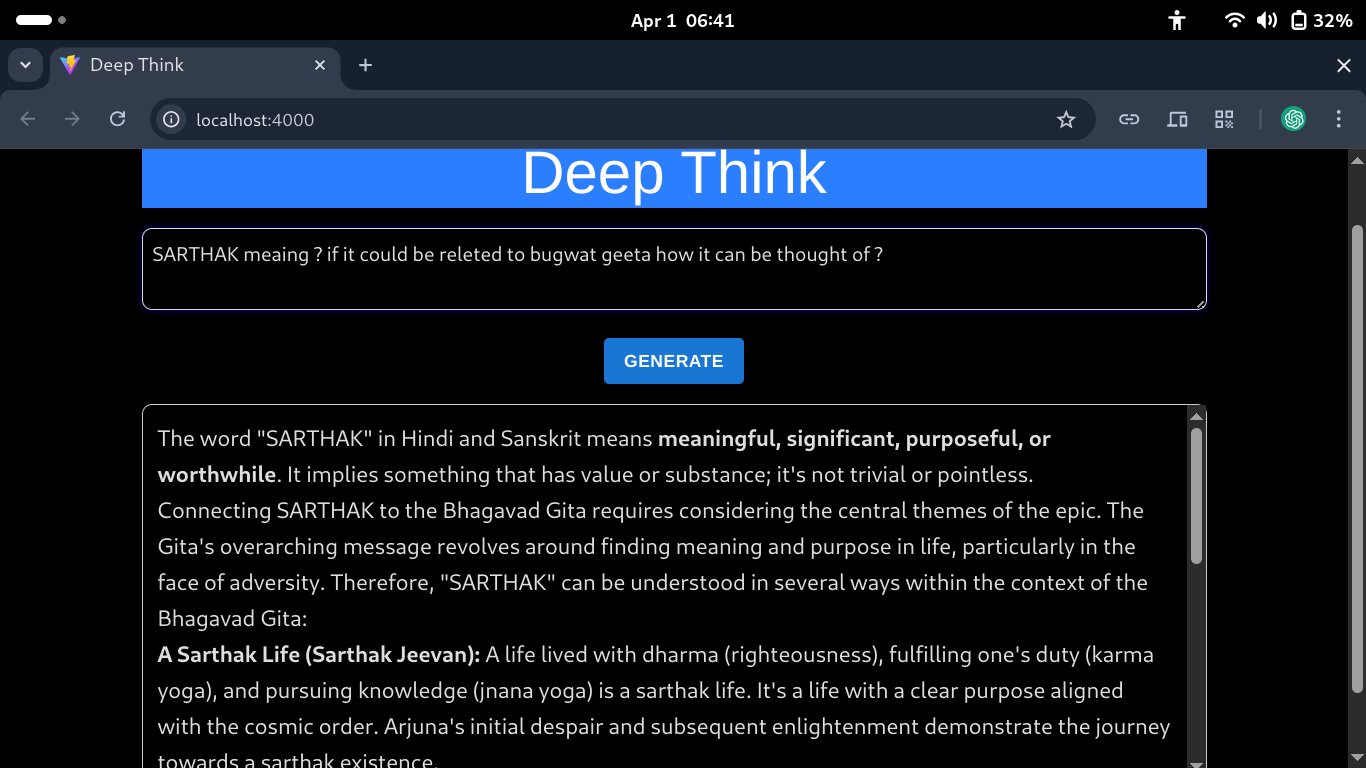 Apr 1 06:41
32%
Deep Think
localhost:4000
Deep Think
SARTHAK meaing ? if it could be releted to bugwat geeta how it can be thought of ?
GENERATE
The word "SARTHAK" in Hindi and Sanskrit means meaningful, significant, purposeful, or
worthwhile. It implies something that has value or substance; it's not trivial or pointless.
Connecting SARTHAK to the Bhagavad Gita requires considering the central themes of the epic. The
Gita's overarching message revolves around finding meaning and purpose in life, particularly in the
face of adversity. Therefore, "SARTHAK" can be understood in several ways within the context of the
Bhagavad Gita:
A Sarthak Life (Sarthak Jeevan): A life lived with dharma (righteousness), fulfilling one's duty (karma
yoga), and pursuing knowledge (jnana yoga) is a sarthak life. It's a life with a clear purpose aligned
with the cosmic order. Arjuna's initial despair and subsequent enlightenment demonstrate the journey
towards a sarthak existence.